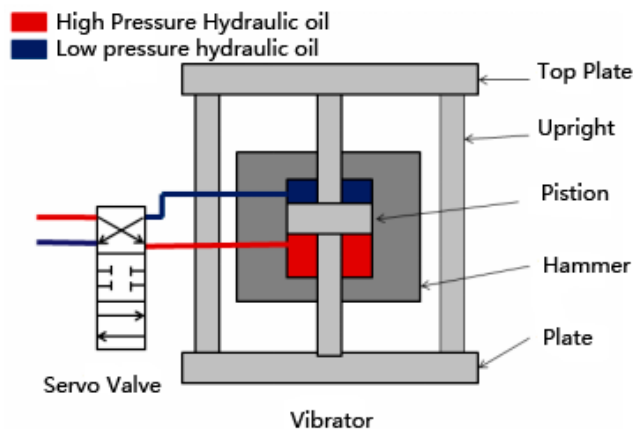 High Pressure Hydraulic oil
Low pressure hydraulic oil
Top Plate
Upright
Pistion
Hammer
Plate
Servo Valve
Vibrator